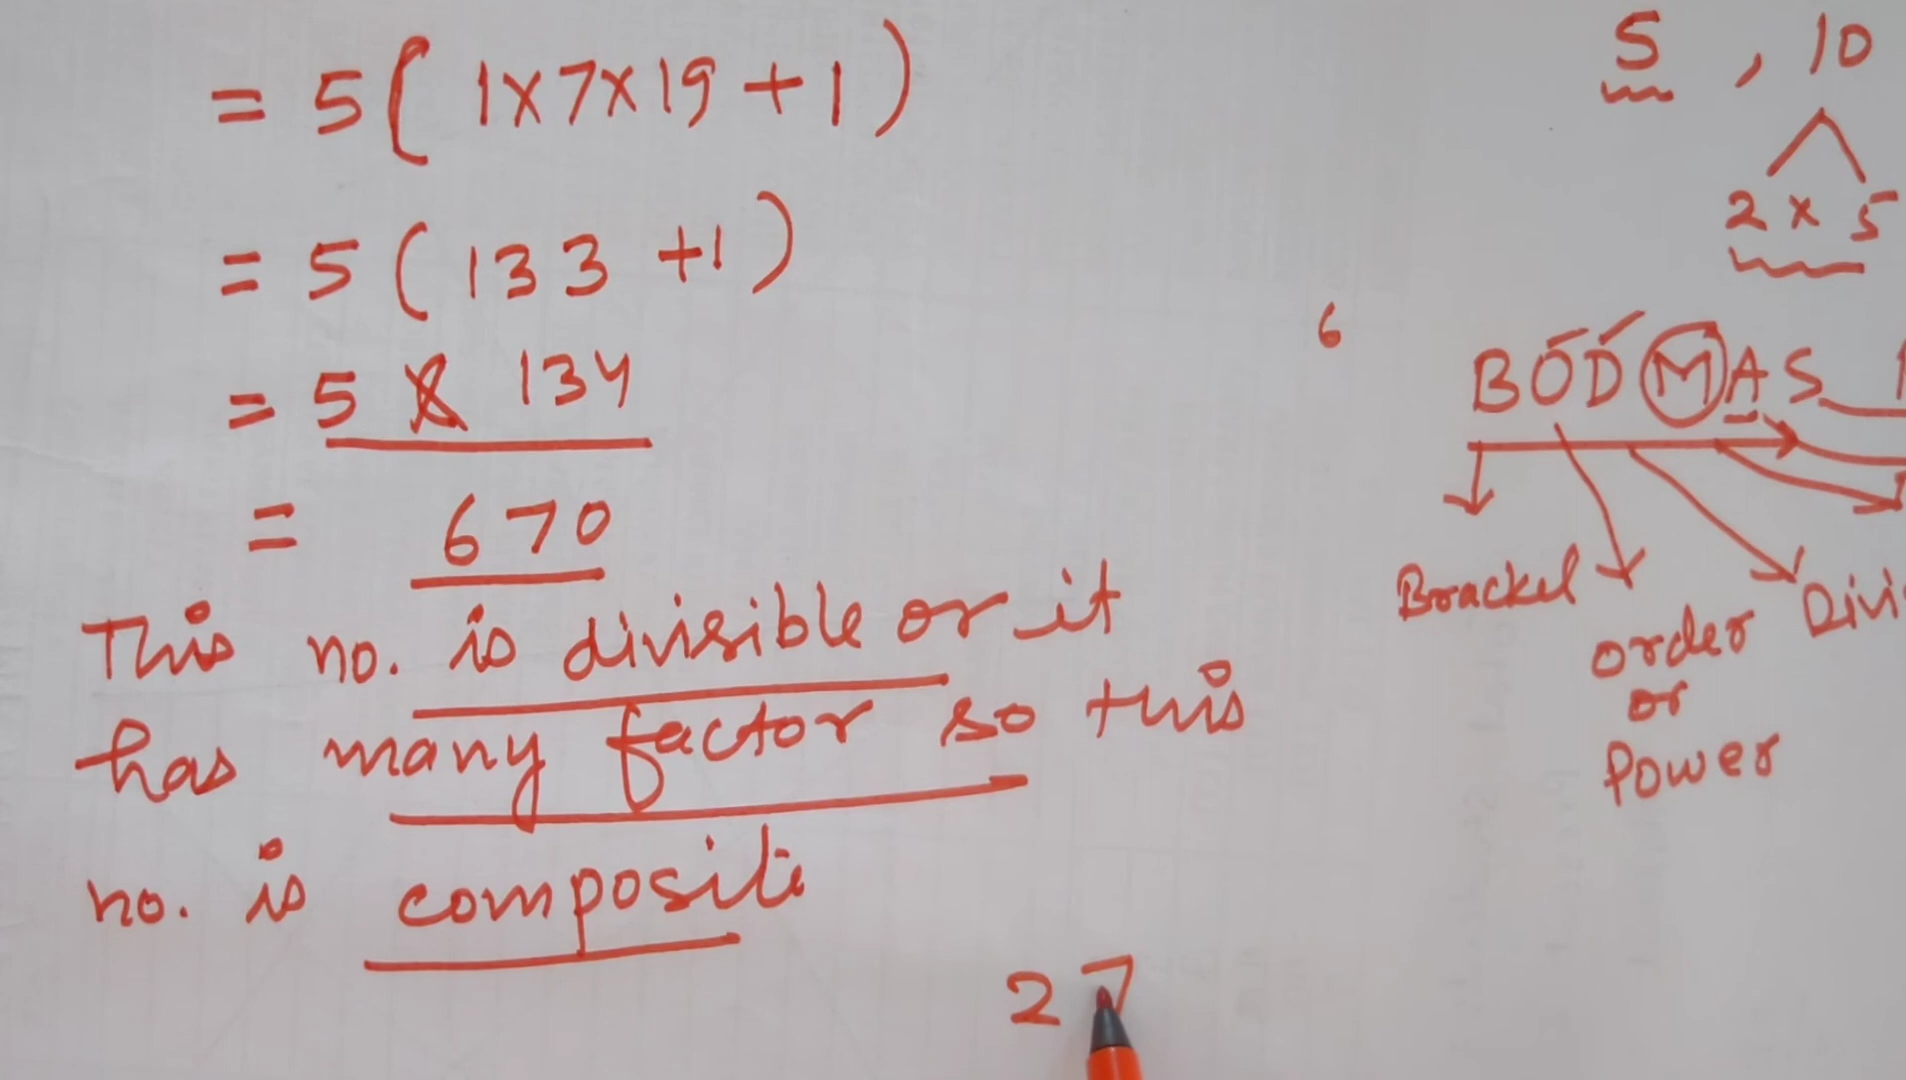 = 5 ( 1 x 7 x 19 + 1 )
= 5 ( 133 + 1 )
= 5 x 134
= 670
This no. is divisible or it
has many factor so this
no. is composite
27
5 , 10
2 x 5
6
BODMAS
Bracket
order
or
Power